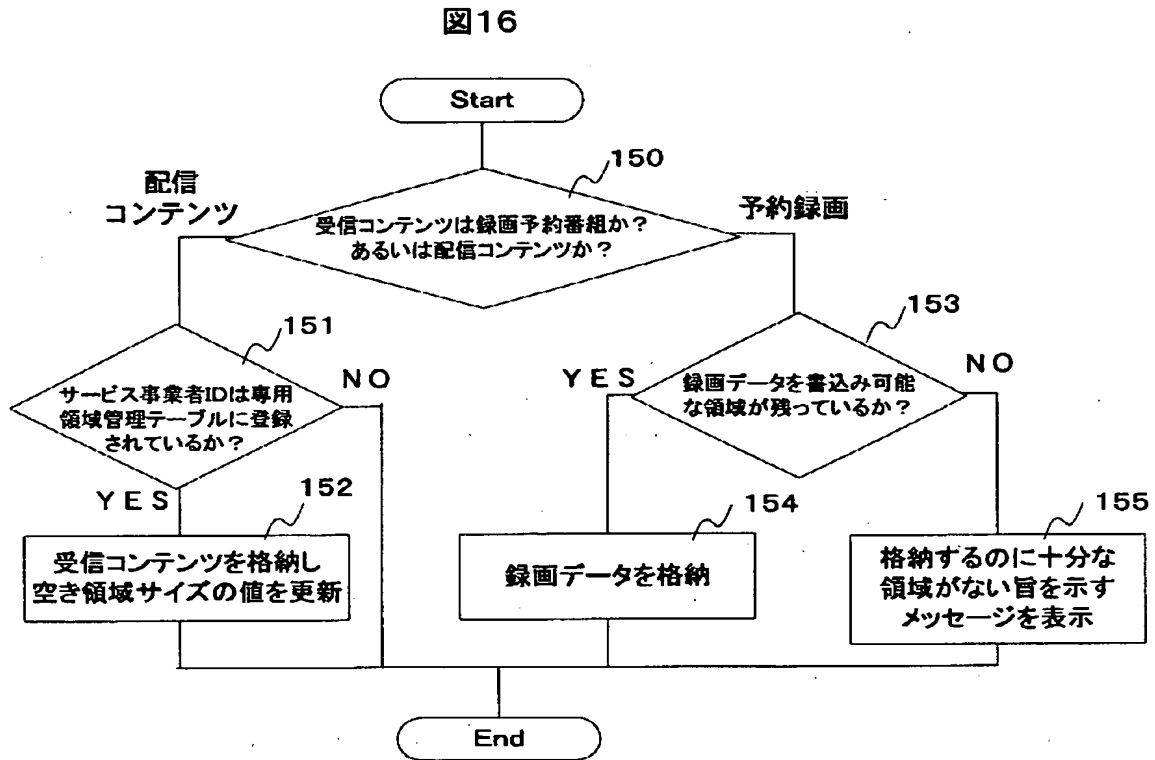 図16
Start
150
配信
コンテンツ
受信コンテンツは録画予約番組か？
あるいは配信コンテンツか？
予約録画
151
サービス事業者IDは専用
領域管理テーブルに登録
されているか？
NO
YES
153
録画データを書込み可能
な領域が残っているか？
YES
NO
152
受信コンテンツを格納し
空き領域サイズの値を更新
154
録画データを格納
155
格納するのに十分な
領域がない旨を示す
メッセージを表示
End